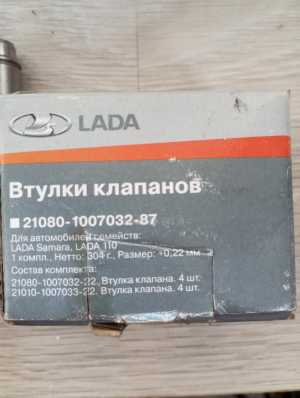 LADA
Втулки клапанов
21080-1007032-87
Для автомобилей семейств:
LADA Samara, LADA 110
1 компл., Нетто: 304 г., Размер: +0,22 мм
Состав комплекта:
21080-1007032-22, Втулка клапана. 4 шт.
21010-1007033-22, Втулка клапана. 4 шт.